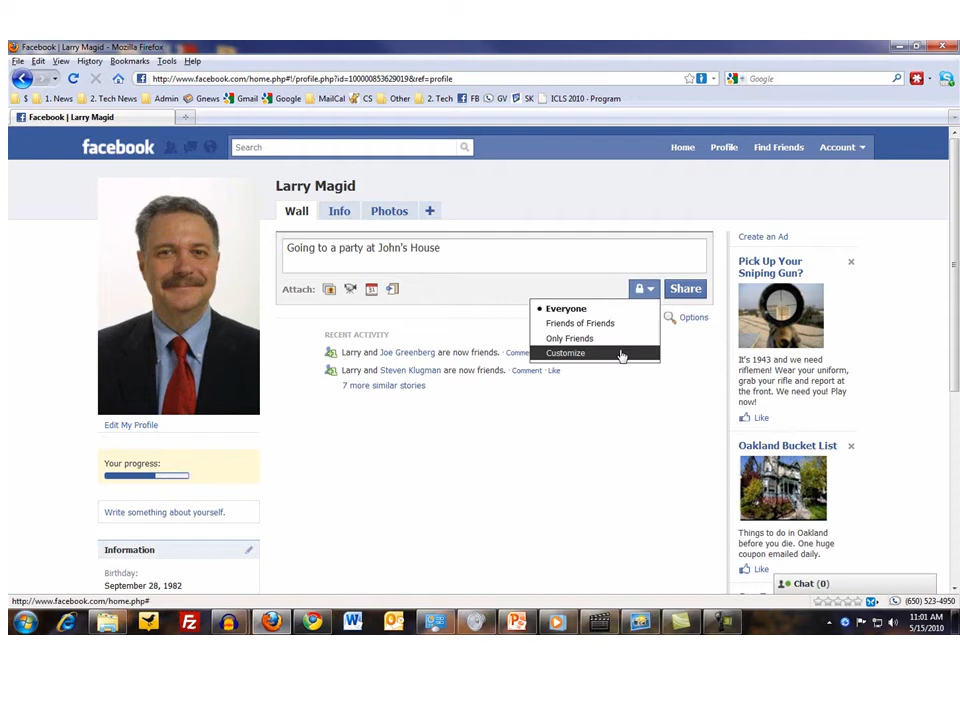 Facebook | Larry Magid - Mozilla Firefox
File Edit View History Bookmarks Tools Help
http://www.facebook.com/home.php#!/profile.php?id=100000853629019&ref=profile
Google
$ 1. News 2. Tech News Admin Gnews Gmail Google MailCal CS Other 2. Tech FB GV SK ICLS 2010 - Program
Facebook | Larry Magid
facebook Search Home Profile Find Friends Account
Larry Magid
Wall Info Photos +
Going to a party at John's House
Attach: 31 Share
Everyone
Friends of Friends
Only Friends
Customize
Options
RECENT ACTIVITY
Larry and Joe Greenberg are now friends. · Comme
Larry and Steven Klugman are now friends. · Comment · Like
7 more similar stories
Edit My Profile
Your progress:
Write something about yourself.
Information
Birthday:
September 28, 1982
Create an Ad
Pick Up Your
Sniping Gun?
It's 1943 and we need
riflemen! Wear your uniform,
grab your rifle and report at
the front. We need you! Play
now!
Like
Oakland Bucket List
Things to do in Oakland
before you die. One huge
coupon emailed daily.
Like
Chat (0)
http://www.facebook.com/home.php#
(650) 523-4950
11:01 AM
5/15/2010